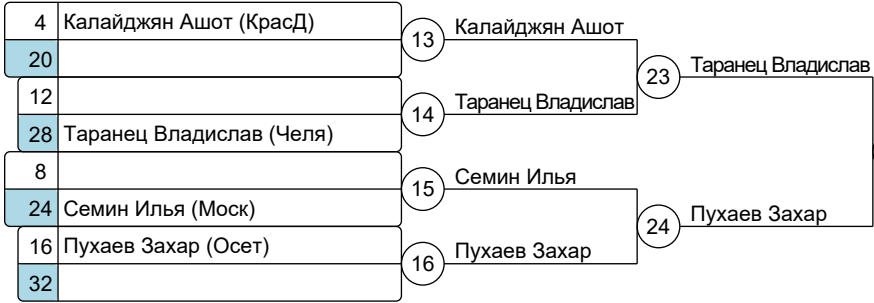 4 Калайджян Ашот (КрасД)
20
13 Калайджян Ашот
12
28 Таранец Владислав (Челя)
14 Таранец Владислав
23 Таранец Владислав
8
24 Семин Илья (Моск)
15 Семин Илья
16 Пухаев Захар (Осет)
32
16 Пухаев Захар
24 Пухаев Захар